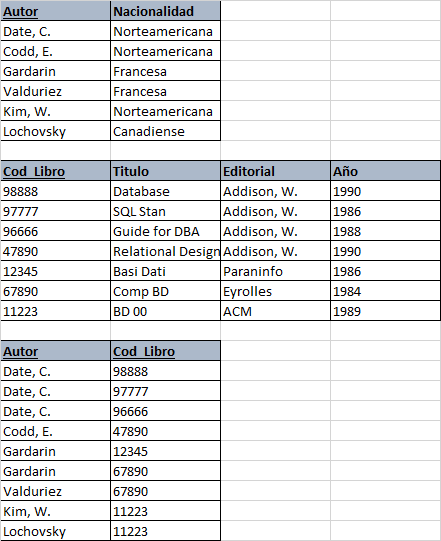 Autor Nacionalidad
Date, C. Norteamericana
Codd, E. Norteamericana
Gardarin Francesa
Valduriez Francesa
Kim, W. Norteamericana
Lochovsky Canadiense
Cod_Libro Titulo Editorial Año
98888 Database Addison, W. 1990
97777 SQL Stan Addison, W. 1986
96666 Guide for DBA Addison, W. 1988
47890 Relational Design Addison, W. 1990
12345 Basi Dati Paraninfo 1986
67890 Comp BD Eyrolles 1984
11223 BD 00 ACM 1989
Autor Cod_Libro
Date, C. 98888
Date, C. 97777
Date, C. 96666
Codd, E. 47890
Gardarin 12345
Gardarin 67890
Valduriez 67890
Kim, W. 11223
Lochovsky 11223